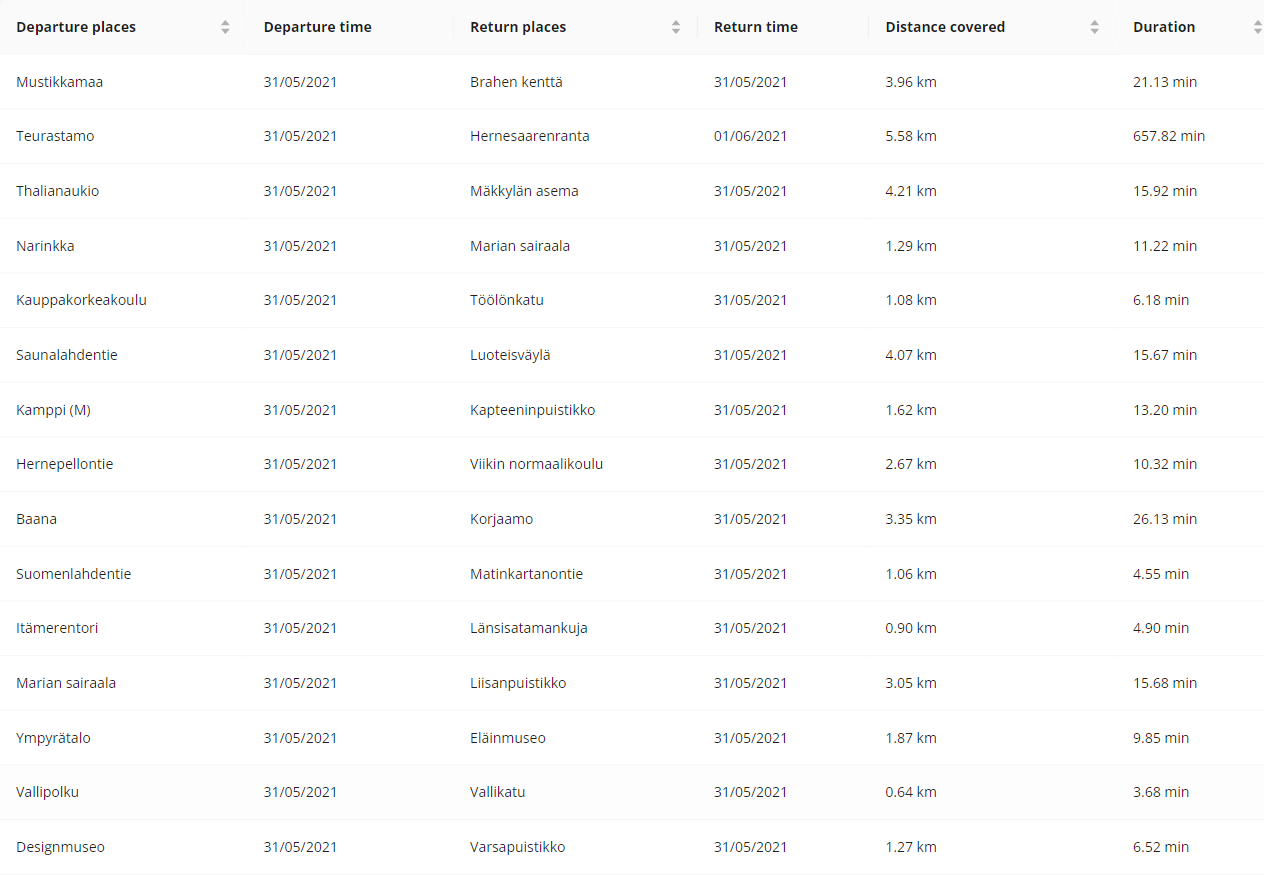 Departure places Departure time Return places Return time Distance covered Duration
Mustikkamaa 31/05/2021 Brahen kenttä 31/05/2021 3.96 km 21.13 min
Teurastamo 31/05/2021 Hernesaarenranta 01/06/2021 5.58 km 657.82 min
Thalianaukio 31/05/2021 Mäkkylän asema 31/05/2021 4.21 km 15.92 min
Narinkka 31/05/2021 Marian sairaala 31/05/2021 1.29 km 11.22 min
Kauppakorkeakoulu 31/05/2021 Töölönkatu 31/05/2021 1.08 km 6.18 min
Saunalahdentie 31/05/2021 Luoteisväylä 31/05/2021 4.07 km 15.67 min
Kamppi (M) 31/05/2021 Kapteeninpuistikko 31/05/2021 1.62 km 13.20 min
Hernepellontie 31/05/2021 Viikin normaalikoulu 31/05/2021 2.67 km 10.32 min
Baana 31/05/2021 Korjaamo 31/05/2021 3.35 km 26.13 min
Suomenlahdentie 31/05/2021 Matinkartanontie 31/05/2021 1.06 km 4.55 min
Itämerentori 31/05/2021 Länsisatamankuja 31/05/2021 0.90 km 4.90 min
Marian sairaala 31/05/2021 Liisanpuistikko 31/05/2021 3.05 km 15.68 min
Ympyrätalo 31/05/2021 Eläinmuseo 31/05/2021 1.87 km 9.85 min
Vallipolku 31/05/2021 Vallikatu 31/05/2021 0.64 km 3.68 min
Designmuseo 31/05/2021 Varsapuistikko 31/05/2021 1.27 km 6.52 min